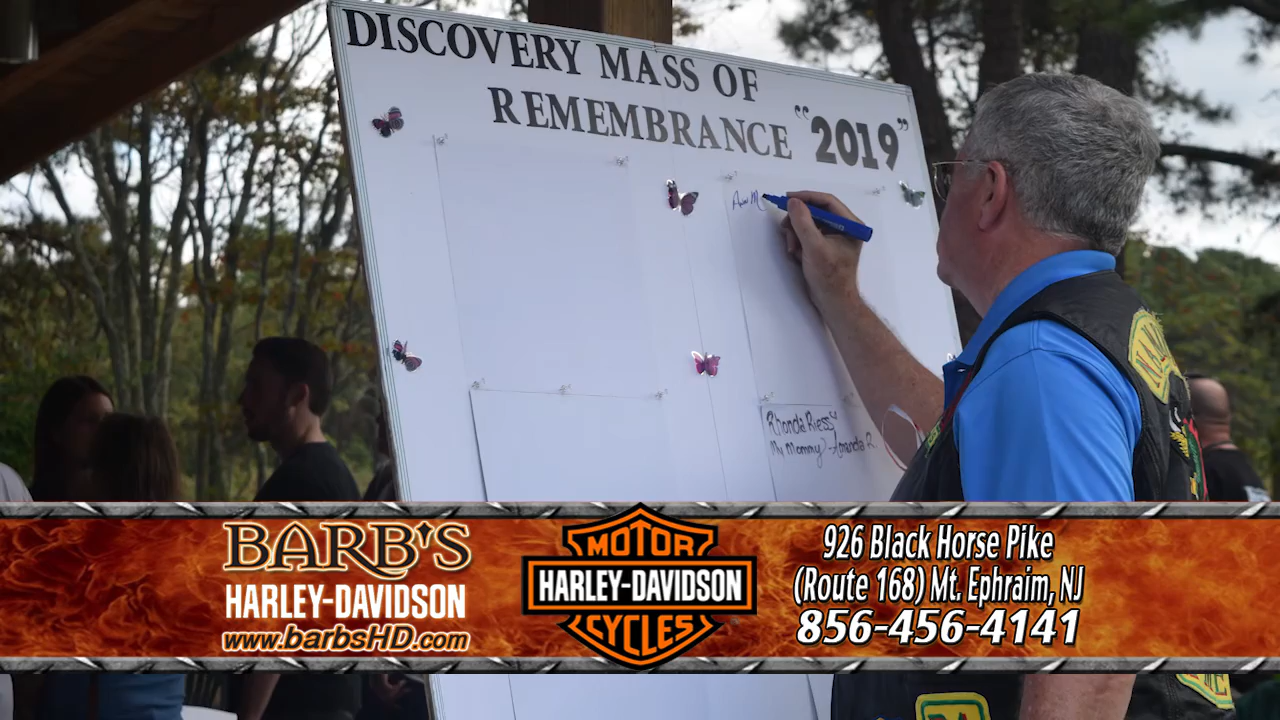 DISCOVERY MASS OF
REMEMBRANCE "2019"
Rhonda Riess
My Mommy - Amanda R.
BARB'S
HARLEY-DAVIDSON
www.barbsHD.com
MOTOR
HARLEY-DAVIDSON
CYCLES
926 Black Horse Pike
(Route 168) Mt. Ephraim, NJ
856-456-4141